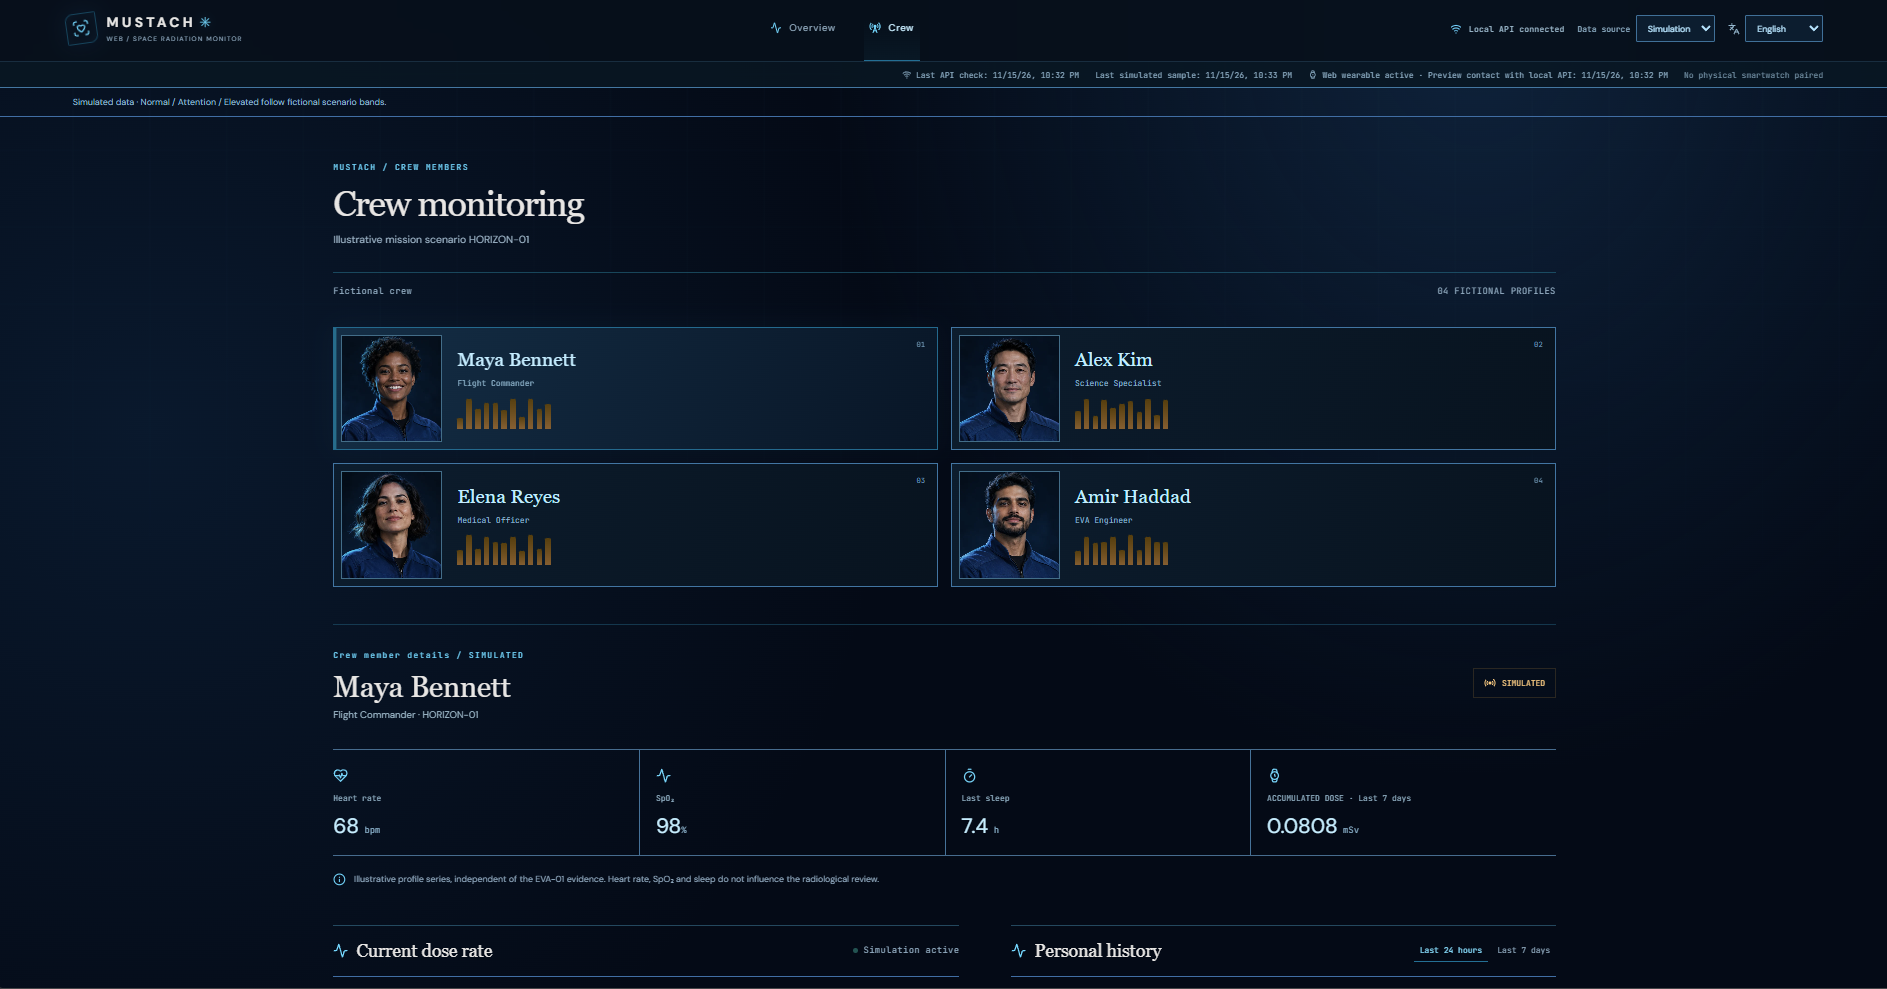 MUSTACH
WEB / SPACE RADIATION MONITOR
Overview
Crew
Local API connected
Data source
Simulation
English
Last API check: 11/15/26, 10:32 PM
Last simulated sample: 11/15/26, 10:33 PM
Web wearable active · Preview contact with local API: 11/15/26, 10:32 PM
No physical smartwatch paired
Simulated data · Normal / Attention / Elevated follow fictional scenario bands.
MUSTACH / CREW MEMBERS
Crew monitoring
Illustrative mission scenario HORIZON-01
Fictional crew
04 FICTIONAL PROFILES
01
Maya Bennett
Flight Commander
02
Alex Kim
Science Specialist
03
Elena Reyes
Medical Officer
04
Amir Haddad
EVA Engineer
Crew member details / SIMULATED
Maya Bennett
Flight Commander · HORIZON-01
SIMULATED
Heart rate
68 bpm
SpO₂
98%
Last sleep
7.4 h
ACCUMULATED DOSE · Last 7 days
0.0808 mSv
Illustrative profile series, independent of the EVA-01 evidence. Heart rate, SpO₂ and sleep do not influence the radiological review.
Current dose rate
Simulation active
Personal history
Last 24 hours
Last 7 days